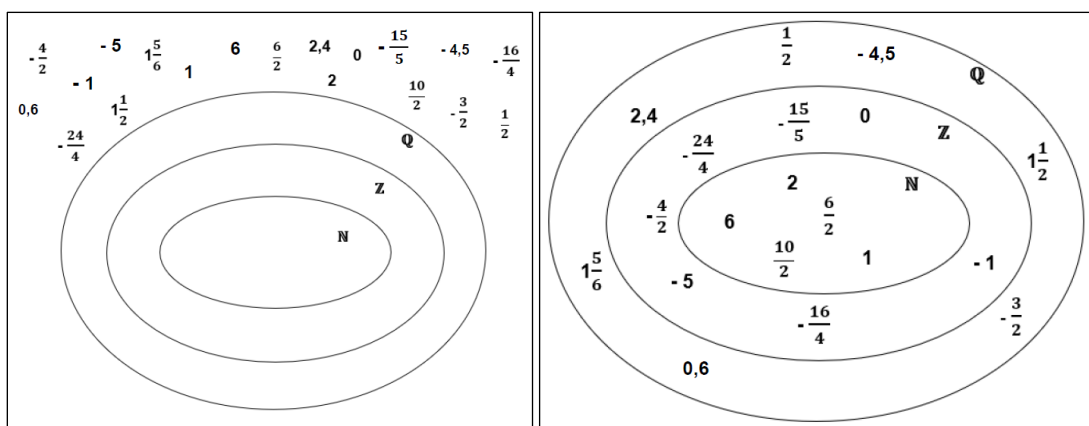 - 4/2 - 5 1 5/6 1 6 6/2 2,4 0 - 15/5 - 4,5 - 16/4
- 1 2 10/2
0,6 1 1/2 - 3/2 1/2
- 24/4 ℚ
ℤ
ℕ
1/2 - 4,5 ℚ
2,4 - 15/5 0 ℤ
- 24/4 1 1/2
2 ℕ
- 4/2 6 6/2
10/2 1 - 1
1 5/6 - 5
- 16/4 - 3/2
0,6